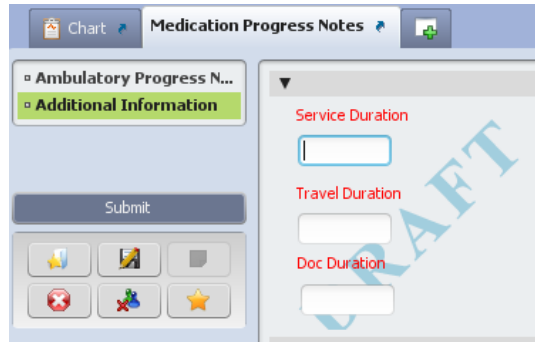 Chart
Medication Progress Notes
Ambulatory Progress N...
Additional Information
Submit
Service Duration
Travel Duration
Doc Duration
DRAFT